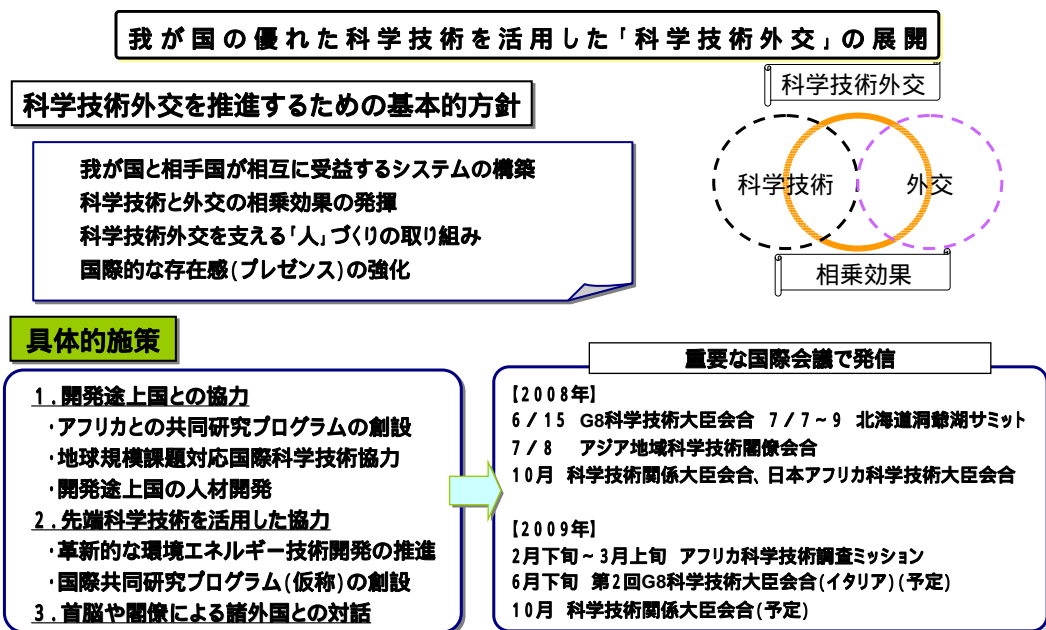 我が国の優れた科学技術を活用した「科学技術外交」の展開
科学技術外交を推進するための基本的方針
我が国と相手国が相互に受益するシステムの構築
科学技術と外交の相乗効果の発揮
科学技術外交を支える「人」づくりの取り組み
国際的な存在感(プレゼンス)の強化
科学技術外交
科学技術
外交
相乗効果
具体的施策
1.開発途上国との協力
・アフリカとの共同研究プログラムの創設
・地球規模課題対応国際科学技術協力
・開発途上国の人材開発
2.先端科学技術を活用した協力
・革新的な環境エネルギー技術開発の推進
・国際共同研究プログラム(仮称)の創設
3.首脳や閣僚による諸外国との対話
重要な国際会議で発信
【2008年】
6/15 G8科学技術大臣会合 7/7~9 北海道洞爺湖サミット
7/8 アジア地域科学技術閣僚会合
10月 科学技術関係大臣会合、日本アフリカ科学技術大臣会合
【2009年】
2月下旬~3月上旬 アフリカ科学技術調査ミッション
6月下旬 第2回G8科学技術大臣会合(イタリア)(予定)
10月 科学技術関係大臣会合(予定)